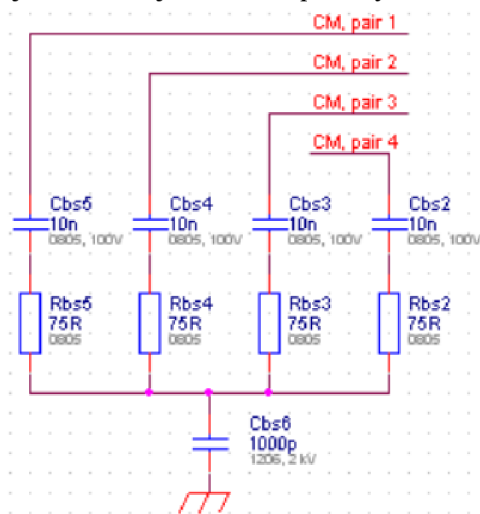 CM, pair 1
CM, pair 2
CM, pair 3
CM, pair 4
Cbs5
10n
0805, 100V
Cbs4
10n
0805, 100V
Cbs3
10n
0805, 100V
Cbs2
10n
0805, 100V
Rbs5
75R
0805
Rbs4
75R
0805
Rbs3
75R
0805
Rbs2
75R
0805
Cbs6
1000p
1206, 2 kV